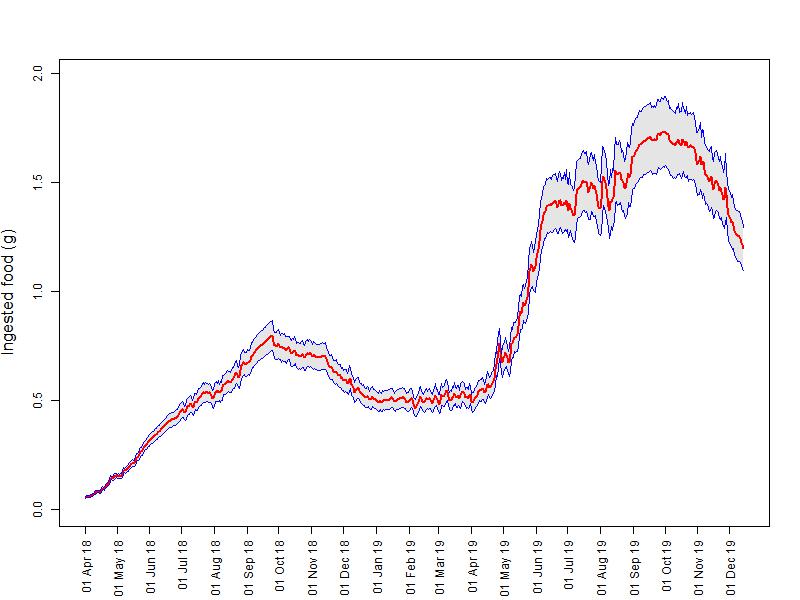 Ingested food (g)
2.0
1.5
1.0
0.5
0.0
01 Apr 18
01 May 18
01 Jun 18
01 Jul 18
01 Aug 18
01 Sep 18
01 Oct 18
01 Nov 18
01 Dec 18
01 Jan 19
01 Feb 19
01 Mar 19
01 Apr 19
01 May 19
01 Jun 19
01 Jul 19
01 Aug 19
01 Sep 19
01 Oct 19
01 Nov 19
01 Dec 19